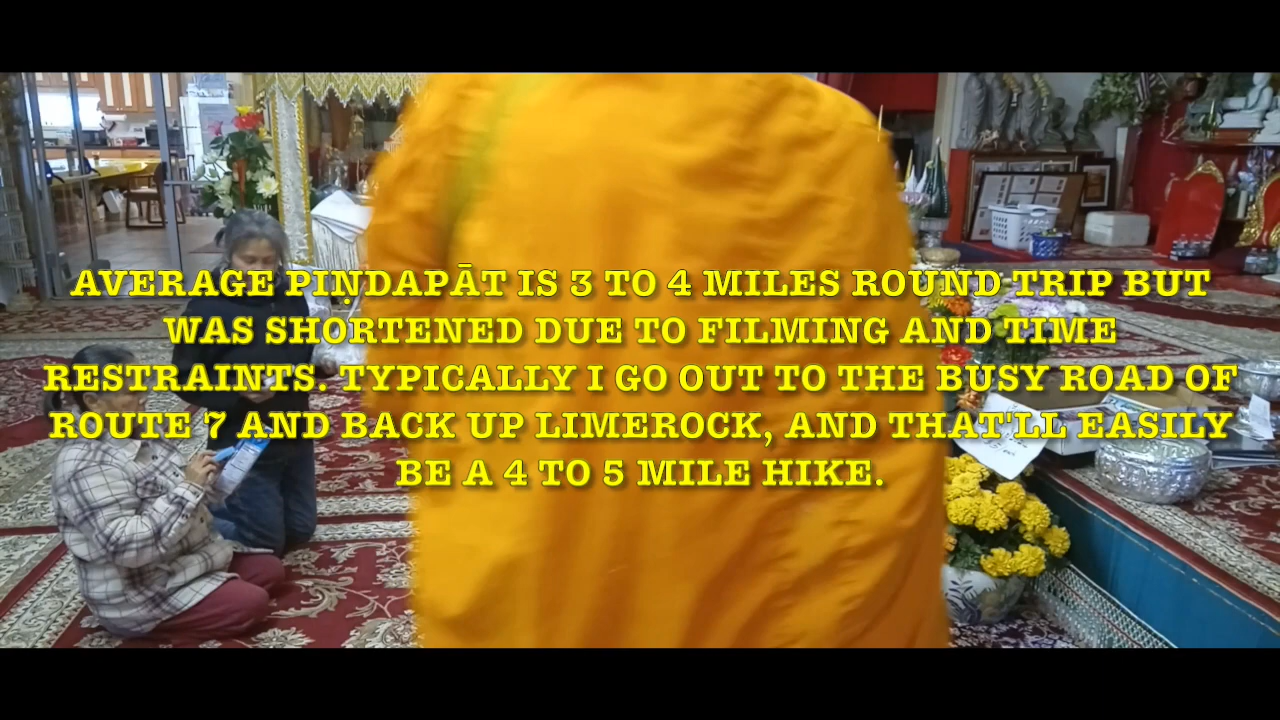 AVERAGE PIṆDAPĀT IS 3 TO 4 MILES ROUND TRIP BUT
WAS SHORTENED DUE TO FILMING AND TIME
RESTRAINTS. TYPICALLY I GO OUT TO THE BUSY ROAD OF
ROUTE 7 AND BACK UP LIMEROCK, AND THAT'LL EASILY
BE A 4 TO 5 MILE HIKE.